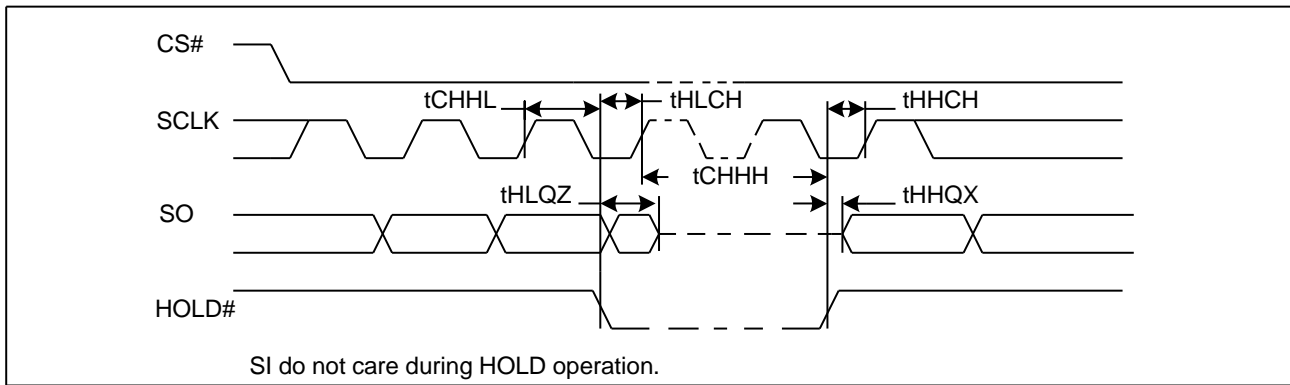 CS#
tCHHL
tHLCH
tHHCH
SCLK
tCHHH
tHLQZ
tHHQX
SO
HOLD#
SI do not care during HOLD operation.